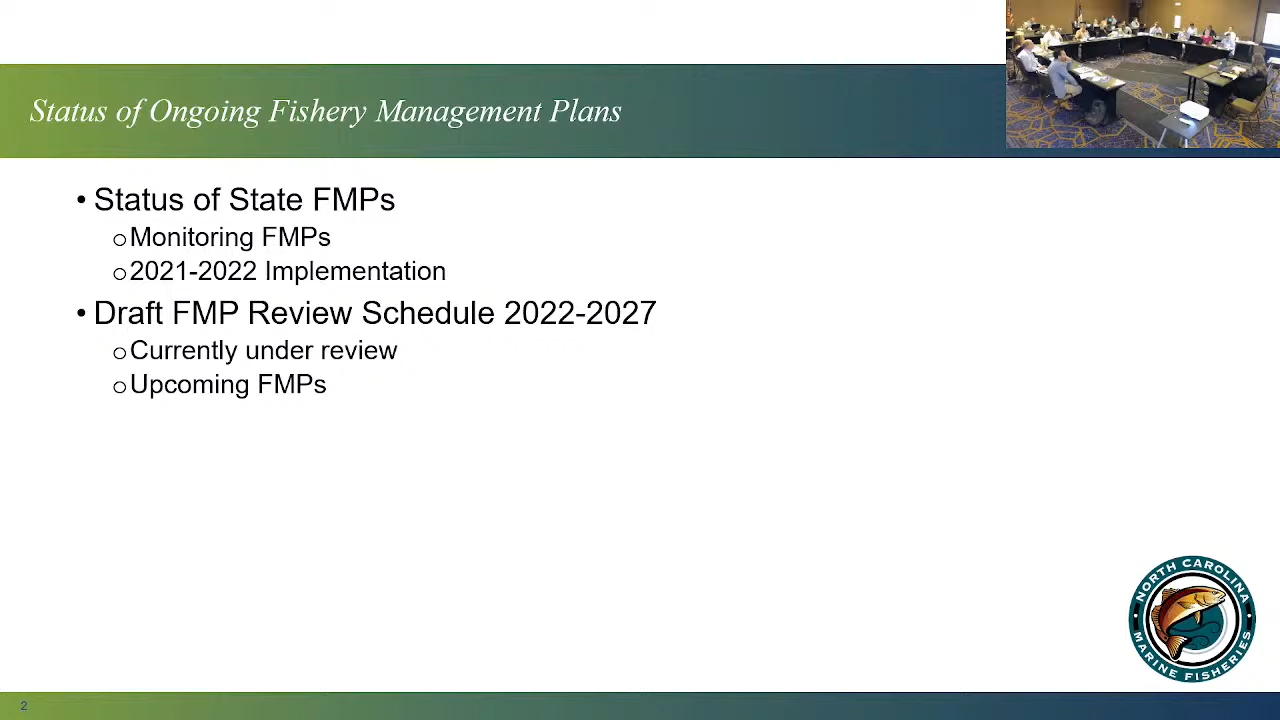 Status of Ongoing Fishery Management Plans
• Status of State FMPs
o Monitoring FMPs
o 2021-2022 Implementation
• Draft FMP Review Schedule 2022-2027
o Currently under review
o Upcoming FMPs
NORTH CAROLINA
MARINE FISHERIES
2